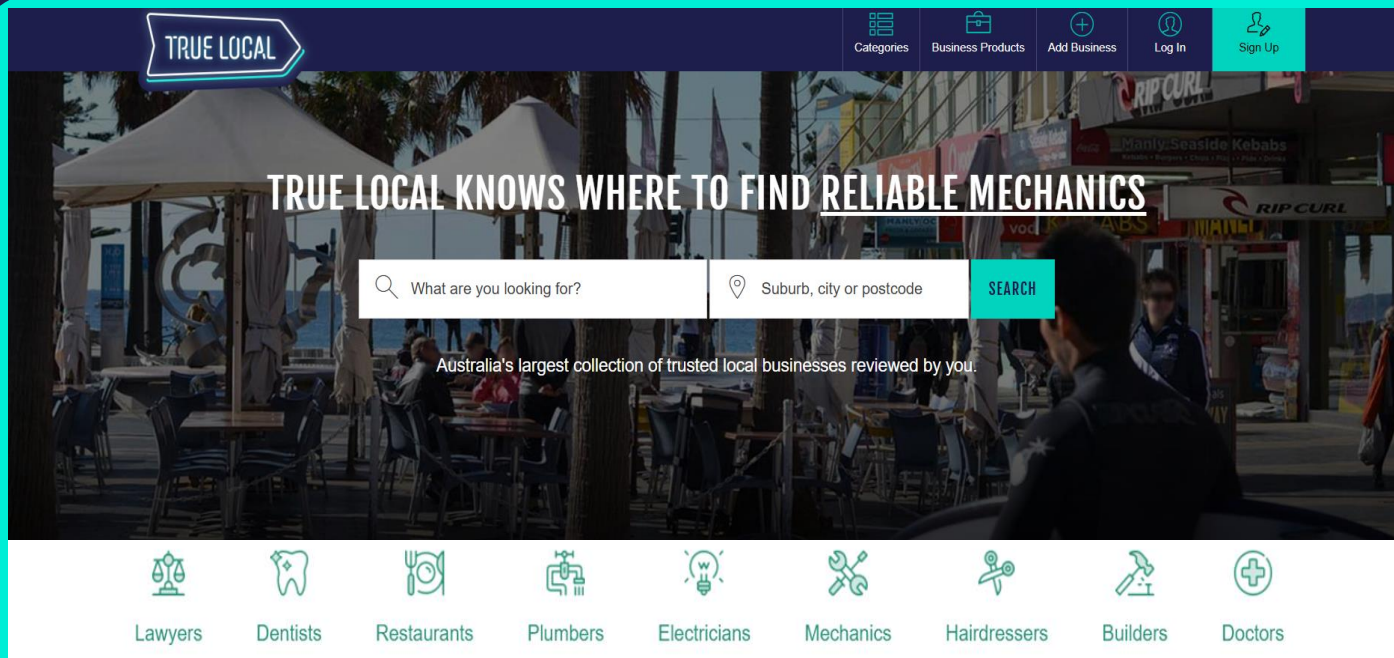 TRUE LOCAL
Categories
Business Products
Add Business
Log In
Sign Up
RIP CURL
Manly Seaside Kebabs
TRUE LOCAL KNOWS WHERE TO FIND RELIABLE MECHANICS
RIP CURL
What are you looking for?
Suburb, city or postcode
SEARCH
Australia's largest collection of trusted local businesses reviewed by you.
Lawyers
Dentists
Restaurants
Plumbers
Electricians
Mechanics
Hairdressers
Builders
Doctors